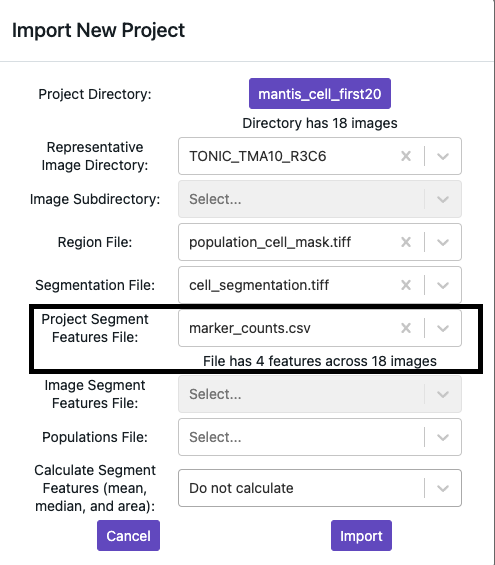 Import New Project
Project Directory:
mantis_cell_first20
Directory has 18 images
Representative
Image Directory:
TONIC_TMA10_R3C6
Image Subdirectory:
Select...
Region File:
population_cell_mask.tiff
Segmentation File:
cell_segmentation.tiff
Project Segment
Features File:
marker_counts.csv
File has 4 features across 18 images
Image Segment
Features File:
Select...
Populations File:
Select...
Calculate Segment
Features (mean,
median, and area):
Do not calculate
Cancel
Import